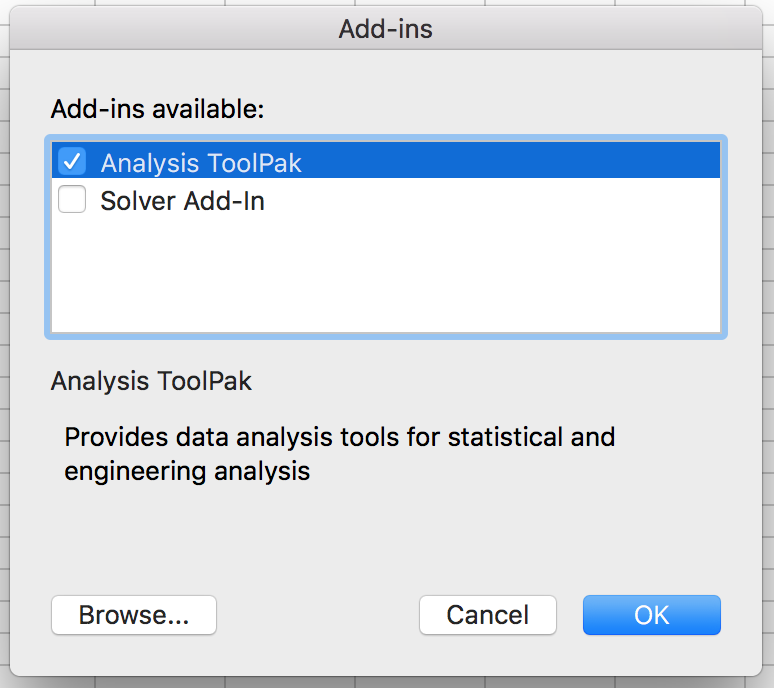 Add-ins
Add-ins available:
Analysis ToolPak
Solver Add-In
Analysis ToolPak
Provides data analysis tools for statistical and
engineering analysis
Browse...
Cancel
OK